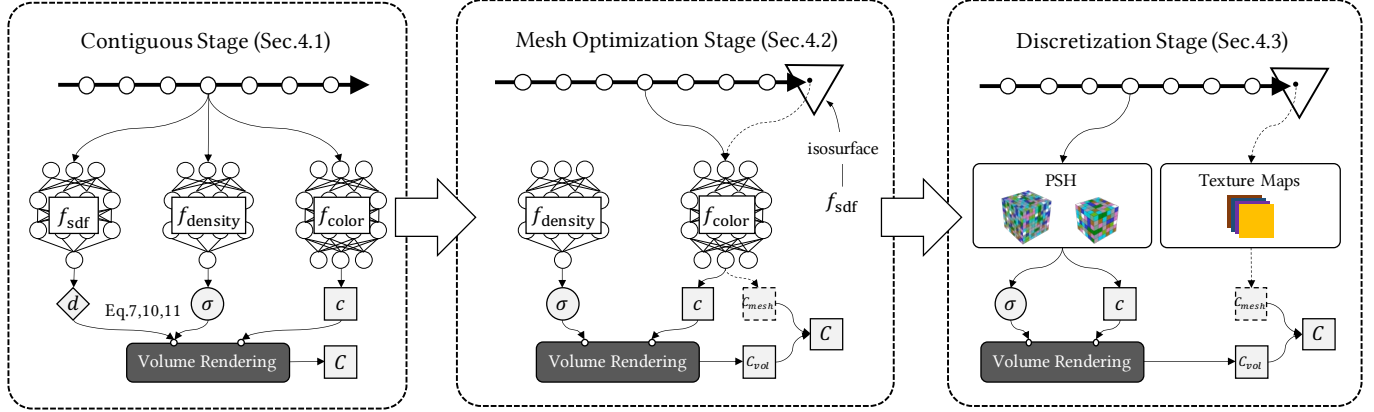 Contiguous Stage (Sec.4.1)
f_sdf
f_density
f_color
d
Eq.7,10,11
σ
c
Volume Rendering
C
Mesh Optimization Stage (Sec.4.2)
isosurface
f_sdf
f_density
f_color
σ
c
C_mesh
C
Volume Rendering
C_vol
Discretization Stage (Sec.4.3)
PSH
Texture Maps
σ
c
C_mesh
C
Volume Rendering
C_vol